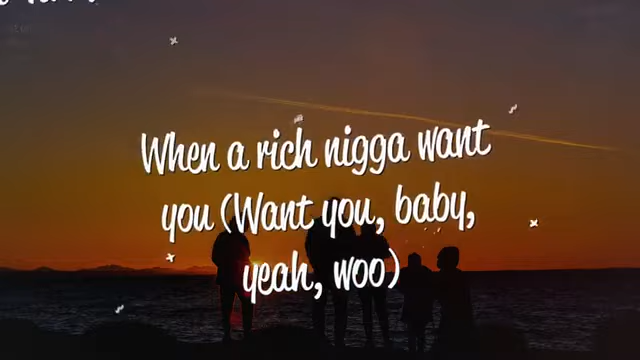 When a rich nigga want
you (Want you, baby,
yeah, woo)